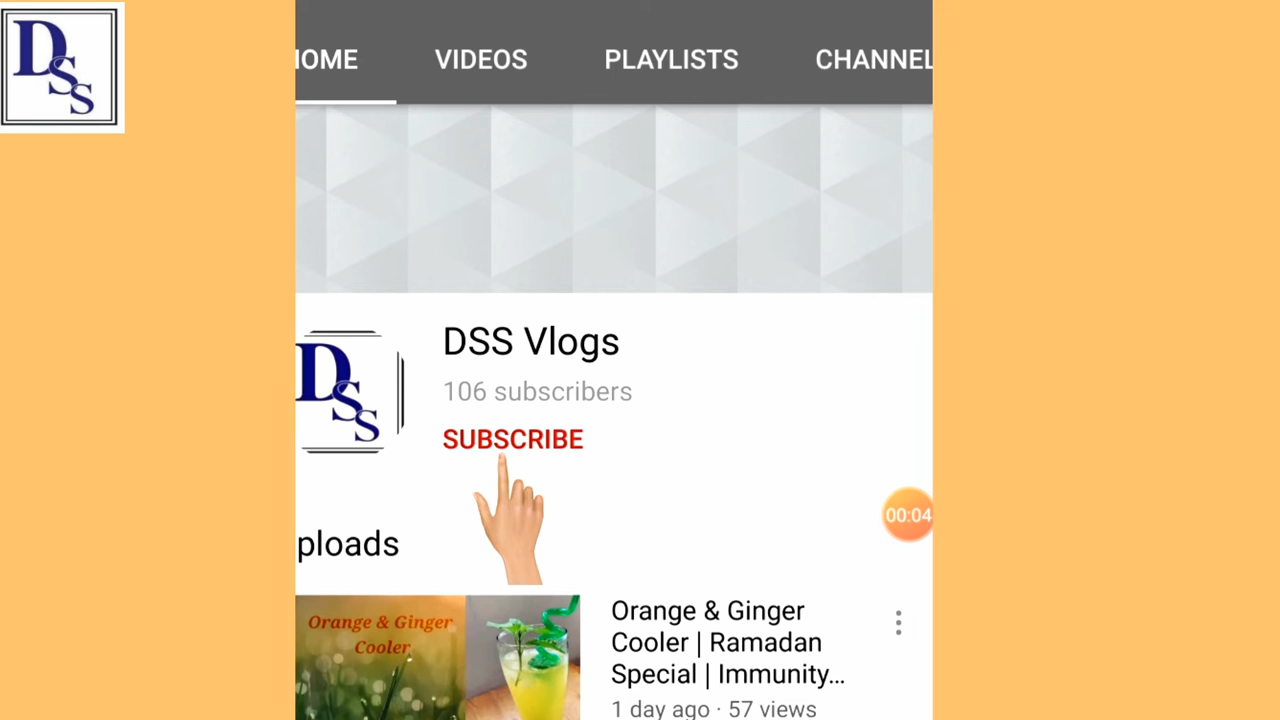 DSS
IOME VIDEOS PLAYLISTS CHANNEL
DSS
DSS Vlogs
106 subscribers
SUBSCRIBE
00:04
ploads
Orange & Ginger
Cooler
Orange & Ginger
Cooler | Ramadan
Special | Immunity...
1 day ago · 57 views